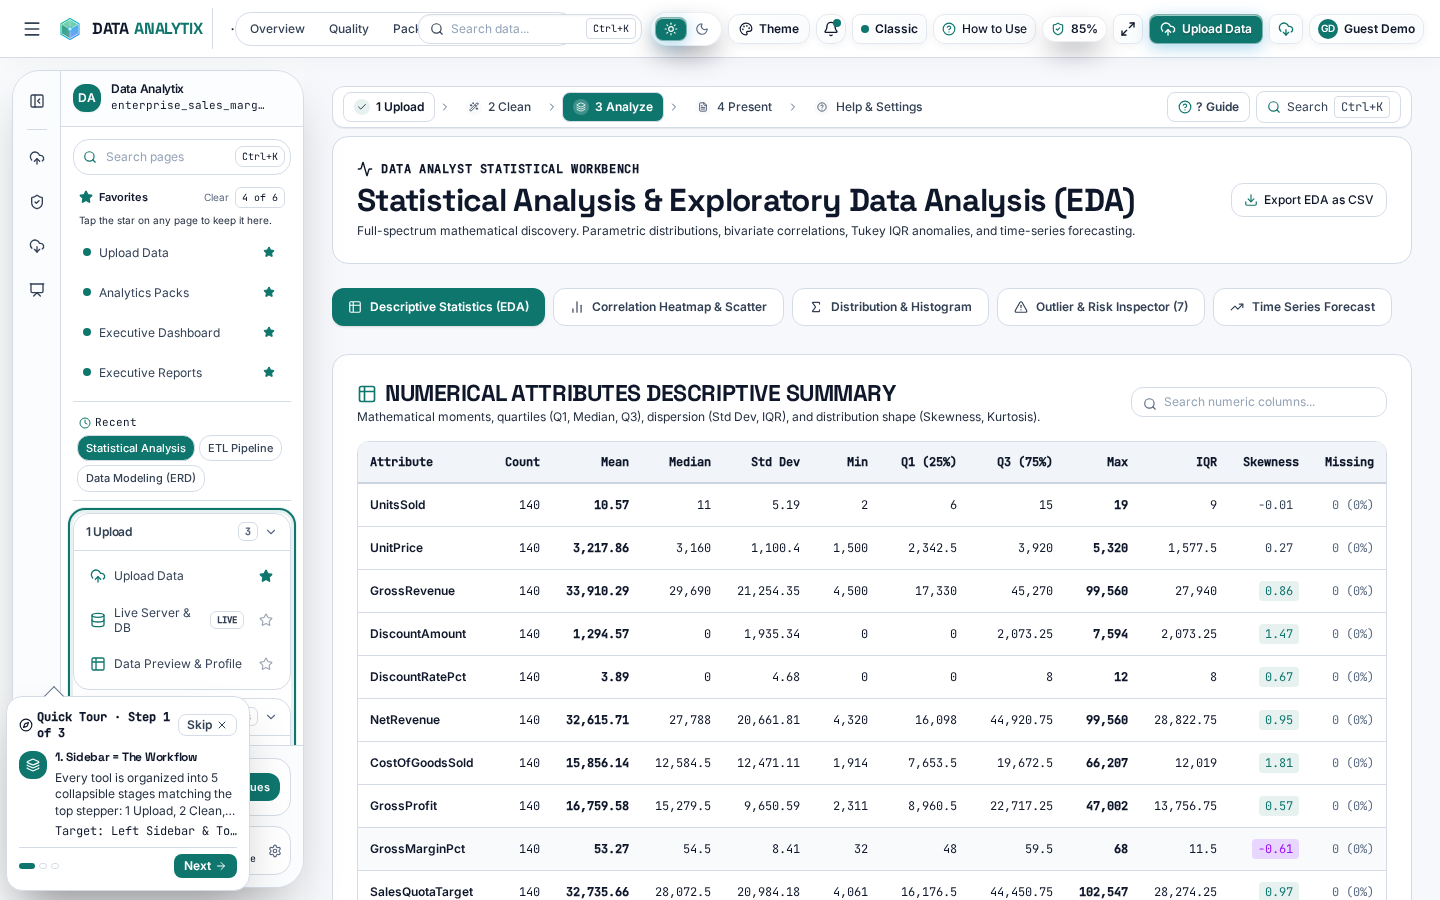 DATA ANALYTIX
Overview Quality Pack
Search data... Ctrl+K
Theme
Classic
How to Use
85%
Upload Data
GD Guest Demo
DA Data Analytix
enterprise_sales_marg…
Search pages Ctrl+K
Favorites Clear 4 of 6
Tap the star on any page to keep it here.
Upload Data
Analytics Packs
Executive Dashboard
Executive Reports
Recent
Statistical Analysis ETL Pipeline
Data Modeling (ERD)
1 Upload 3
Upload Data
Live Server & DB LIVE
Data Preview & Profile
Quick Tour · Step 1 of 3
Skip
1. Sidebar = The Workflow
Every tool is organized into 5
collapsible stages matching the
top stepper: 1 Upload, 2 Clean,...
Target: Left Sidebar & To…
Next
1 Upload 2 Clean 3 Analyze 4 Present Help & Settings
? Guide Search Ctrl+K
DATA ANALYST STATISTICAL WORKBENCH
Statistical Analysis & Exploratory Data Analysis (EDA)
Full-spectrum mathematical discovery. Parametric distributions, bivariate correlations, Tukey IQR anomalies, and time-series forecasting.
Export EDA as CSV
Descriptive Statistics (EDA) Correlation Heatmap & Scatter Distribution & Histogram Outlier & Risk Inspector (7) Time Series Forecast
NUMERICAL ATTRIBUTES DESCRIPTIVE SUMMARY
Mathematical moments, quartiles (Q1, Median, Q3), dispersion (Std Dev, IQR), and distribution shape (Skewness, Kurtosis).
Search numeric columns...
Attribute Count Mean Median Std Dev Min Q1 (25%) Q3 (75%) Max IQR Skewness Missing
UnitsSold 140 10.57 11 5.19 2 6 15 19 9 -0.01 0 (0%)
UnitPrice 140 3,217.86 3,160 1,100.4 1,500 2,342.5 3,920 5,320 1,577.5 0.27 0 (0%)
GrossRevenue 140 33,910.29 29,690 21,254.35 4,500 17,330 45,270 99,560 27,940 0.86 0 (0%)
DiscountAmount 140 1,294.57 0 1,935.34 0 0 2,073.25 7,594 2,073.25 1.47 0 (0%)
DiscountRatePct 140 3.89 0 4.68 0 0 8 12 8 0.67 0 (0%)
NetRevenue 140 32,615.71 27,788 20,661.81 4,320 16,098 44,920.75 99,560 28,822.75 0.95 0 (0%)
CostOfGoodsSold 140 15,856.14 12,584.5 12,471.11 1,914 7,653.5 19,672.5 66,207 12,019 1.81 0 (0%)
GrossProfit 140 16,759.58 15,279.5 9,650.59 2,311 8,960.5 22,717.25 47,002 13,756.75 0.57 0 (0%)
GrossMarginPct 140 53.27 54.5 8.41 32 48 59.5 68 11.5 -0.61 0 (0%)
SalesQuotaTarget 140 32,735.66 28,072.5 20,984.18 4,061 16,176.5 44,450.75 102,547 28,274.25 0.97 0 (0%)